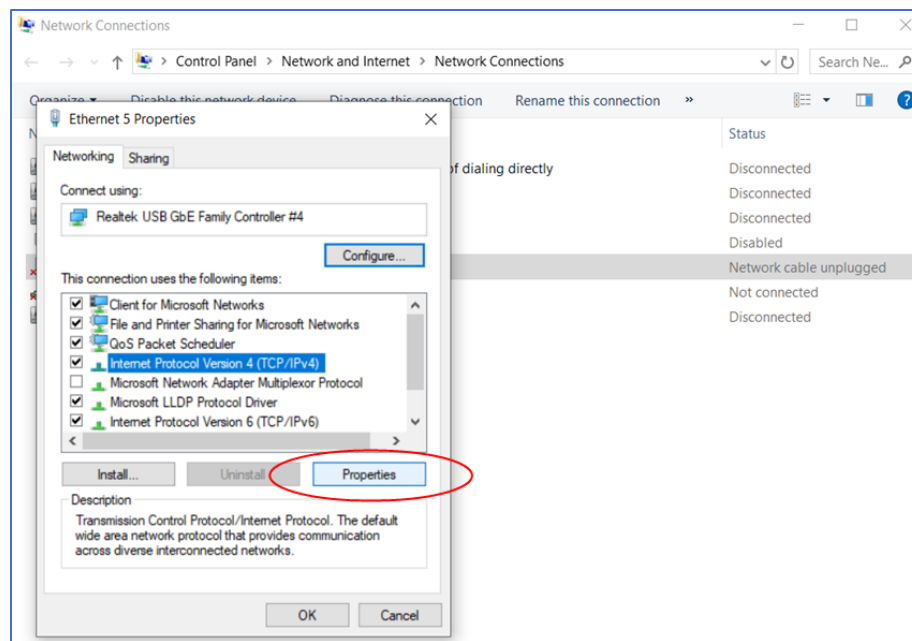 Network Connections
Control Panel > Network and Internet > Network Connections
Search Ne...
Organize Disable this network device Diagnose this connection Rename this connection »
Ethernet 5 Properties
Networking Sharing
Connect using:
Realtek USB GbE Family Controller #4
Configure...
This connection uses the following items:
Client for Microsoft Networks
File and Printer Sharing for Microsoft Networks
QoS Packet Scheduler
Internet Protocol Version 4 (TCP/IPv4)
Microsoft Network Adapter Multiplexor Protocol
Microsoft LLDP Protocol Driver
Internet Protocol Version 6 (TCP/IPv6)
Install... Uninstall Properties
Description
Transmission Control Protocol/Internet Protocol. The default
wide area network protocol that provides communication
across diverse interconnected networks.
OK Cancel
of dialing directly
Status
Disconnected
Disconnected
Disconnected
Disabled
Network cable unplugged
Not connected
Disconnected